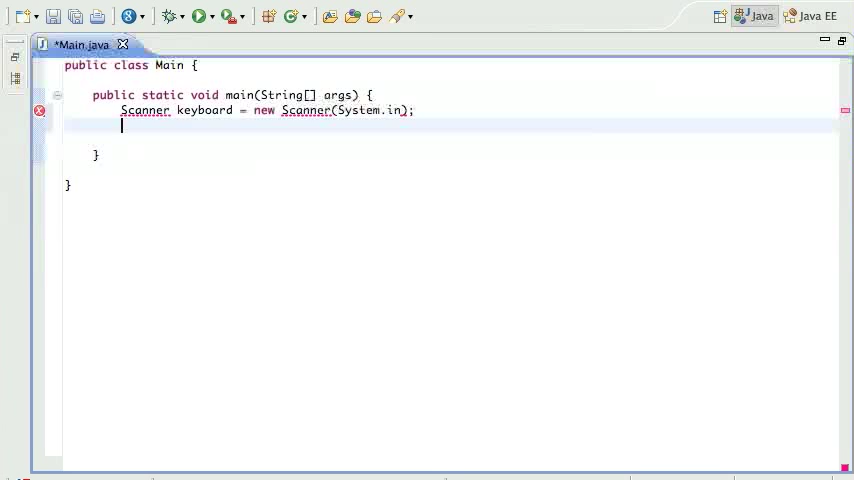 Java
Java EE
*Main.java
public class Main {
public static void main(String[] args) {
Scanner keyboard = new Scanner(System.in);
}
}